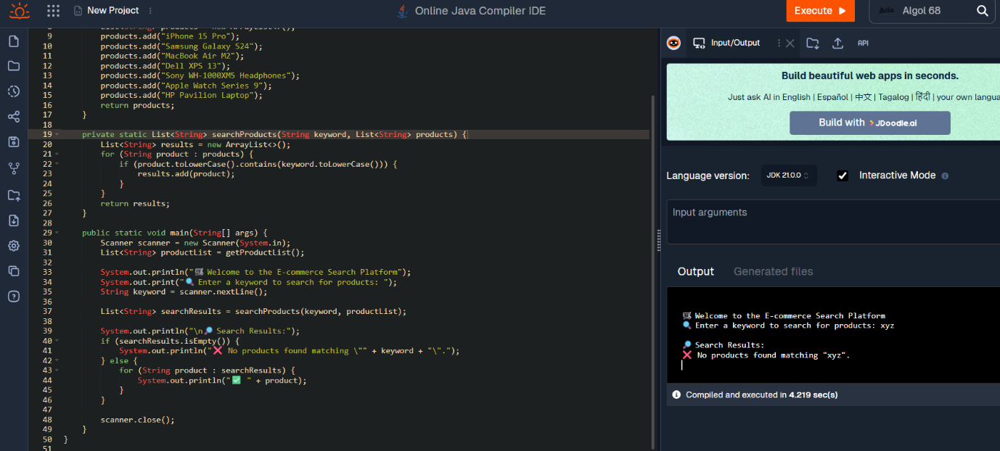 New Project
Online Java Compiler IDE
Execute
Ada
Algol 68
9 products.add("iPhone 15 Pro");
10 products.add("Samsung Galaxy S24");
11 products.add("MacBook Air M2");
12 products.add("Dell XPS 13");
13 products.add("Sony WH-1000XM5 Headphones");
14 products.add("Apple Watch Series 9");
15 products.add("HP Pavilion Laptop");
16 return products;
17 }
18
19 private static List<String> searchProducts(String keyword, List<String> products) {
20 List<String> results = new ArrayList<>();
21 for (String product : products) {
22 if (product.toLowerCase().contains(keyword.toLowerCase())) {
23 results.add(product);
24 }
25 }
26 return results;
27 }
28
29 public static void main(String[] args) {
30 Scanner scanner = new Scanner(System.in);
31 List<String> productList = getProductList();
32
33 System.out.println("🛒 Welcome to the E-commerce Search Platform");
34 System.out.print("🔍 Enter a keyword to search for products: ");
35 String keyword = scanner.nextLine();
36
37 List<String> searchResults = searchProducts(keyword, productList);
38
39 System.out.println("\n🔎 Search Results:");
40 if (searchResults.isEmpty()) {
41 System.out.println("❌ No products found matching \"" + keyword + "\".");
42 } else {
43 for (String product : searchResults) {
44 System.out.println("✅ " + product);
45 }
46 }
47
48 scanner.close();
49 }
50 }
51
Input/Output
API
Build beautiful web apps in seconds.
Just ask AI in English | Español | 中文 | Tagalog | हिंदी | your own langua
Build with JDoodle.ai
Language version:
JDK 21.0.0
Interactive Mode
Input arguments
Output
Generated files
🛒 Welcome to the E-commerce Search Platform
🔍 Enter a keyword to search for products: xyz
🔎 Search Results:
❌ No products found matching "xyz".
Compiled and executed in 4.219 sec(s)